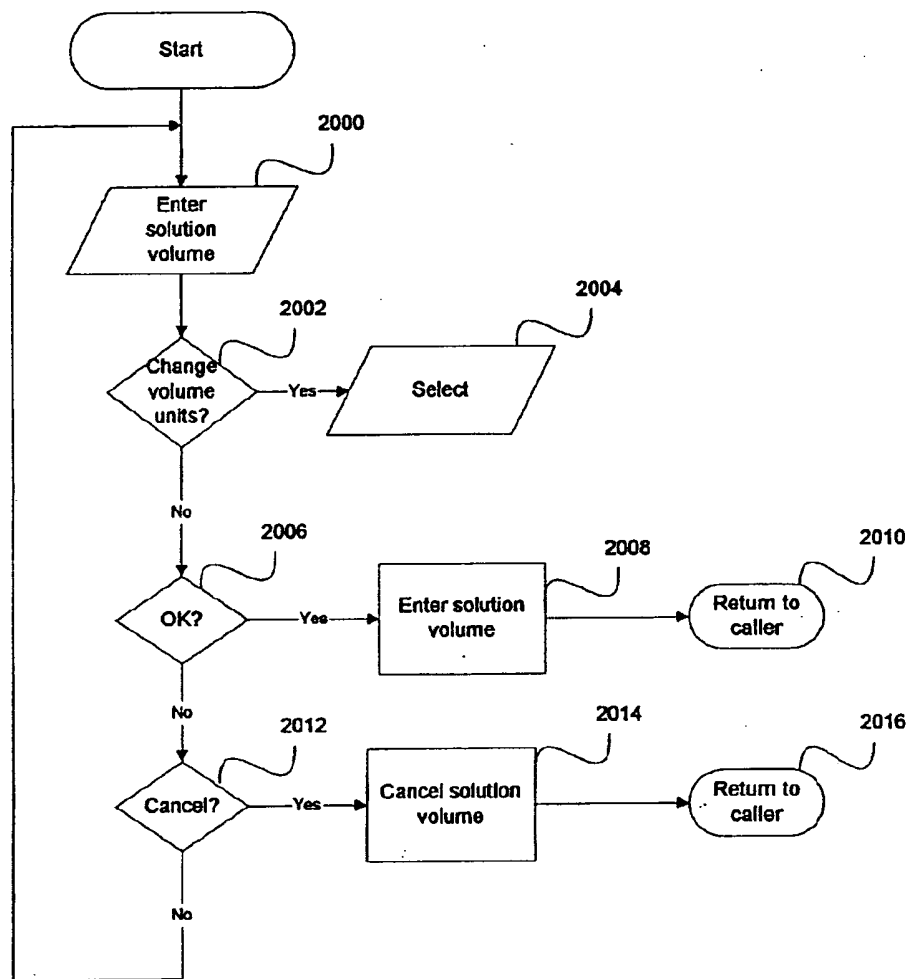 Start
2000
Enter
solution
volume
2002
2004
Change
volume
units?
Yes
Select
No
2006
2008
2010
OK?
Yes
Enter solution
volume
Return to
caller
No
2012
2014
2016
Cancel?
Yes
Cancel solution
volume
Return to
caller
No